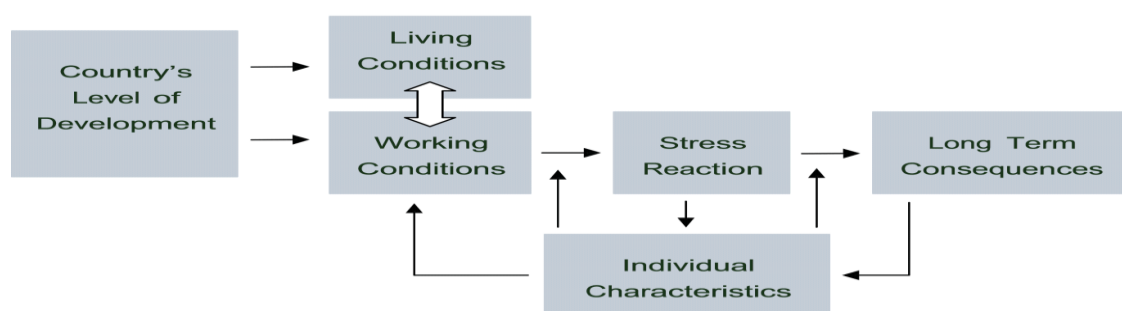 Country's
Level of
Development
Living
Conditions
Working
Conditions
Stress
Reaction
Long Term
Consequences
Individual
Characteristics